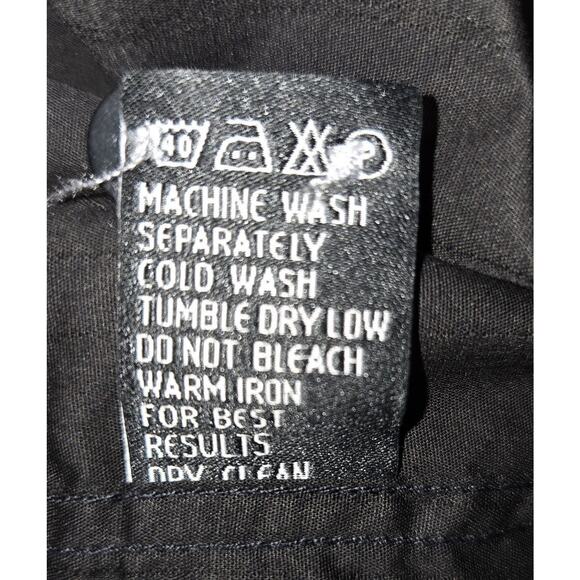 40 P
MACHINE WASH
SEPARATELY
COLD WASH
TUMBLE DRY LOW
DO NOT BLEACH
WARM IRON
FOR BEST
RESULTS
DRY CLEAN